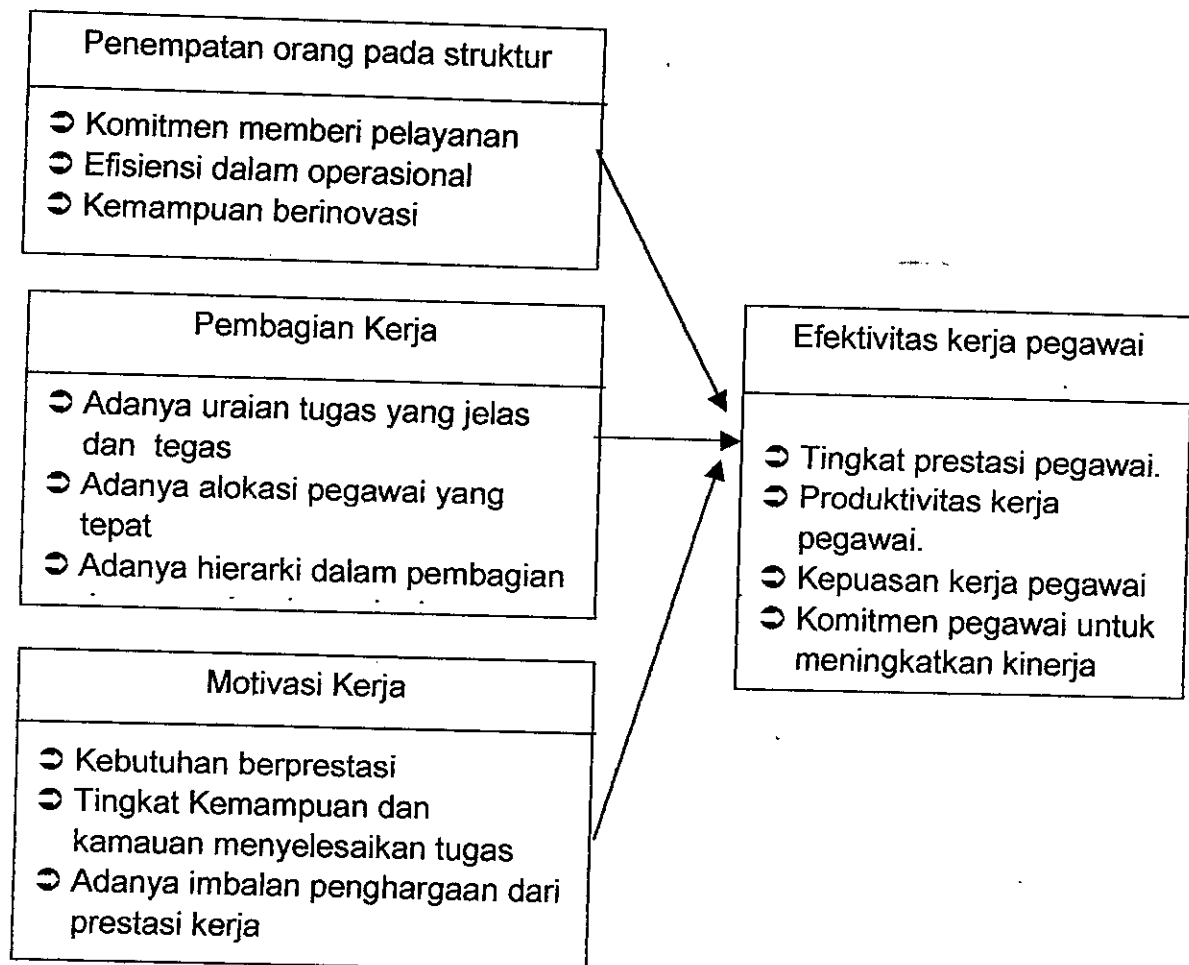 Penempatan orang pada struktur
➲ Komitmen memberi pelayanan
➲ Efisiensi dalam operasional
➲ Kemampuan berinovasi
Pembagian Kerja
➲ Adanya uraian tugas yang jelas
dan tegas
➲ Adanya alokasi pegawai yang
tepat
➲ Adanya hierarki dalam pembagian
Motivasi Kerja
➲ Kebutuhan berprestasi
➲ Tingkat Kemampuan dan
kamauan menyelesaikan tugas
➲ Adanya imbalan penghargaan dari
prestasi kerja
Efektivitas kerja pegawai
➲ Tingkat prestasi pegawai.
➲ Produktivitas kerja
pegawai.
➲ Kepuasan kerja pegawai
➲ Komitmen pegawai untuk
meningkatkan kinerja